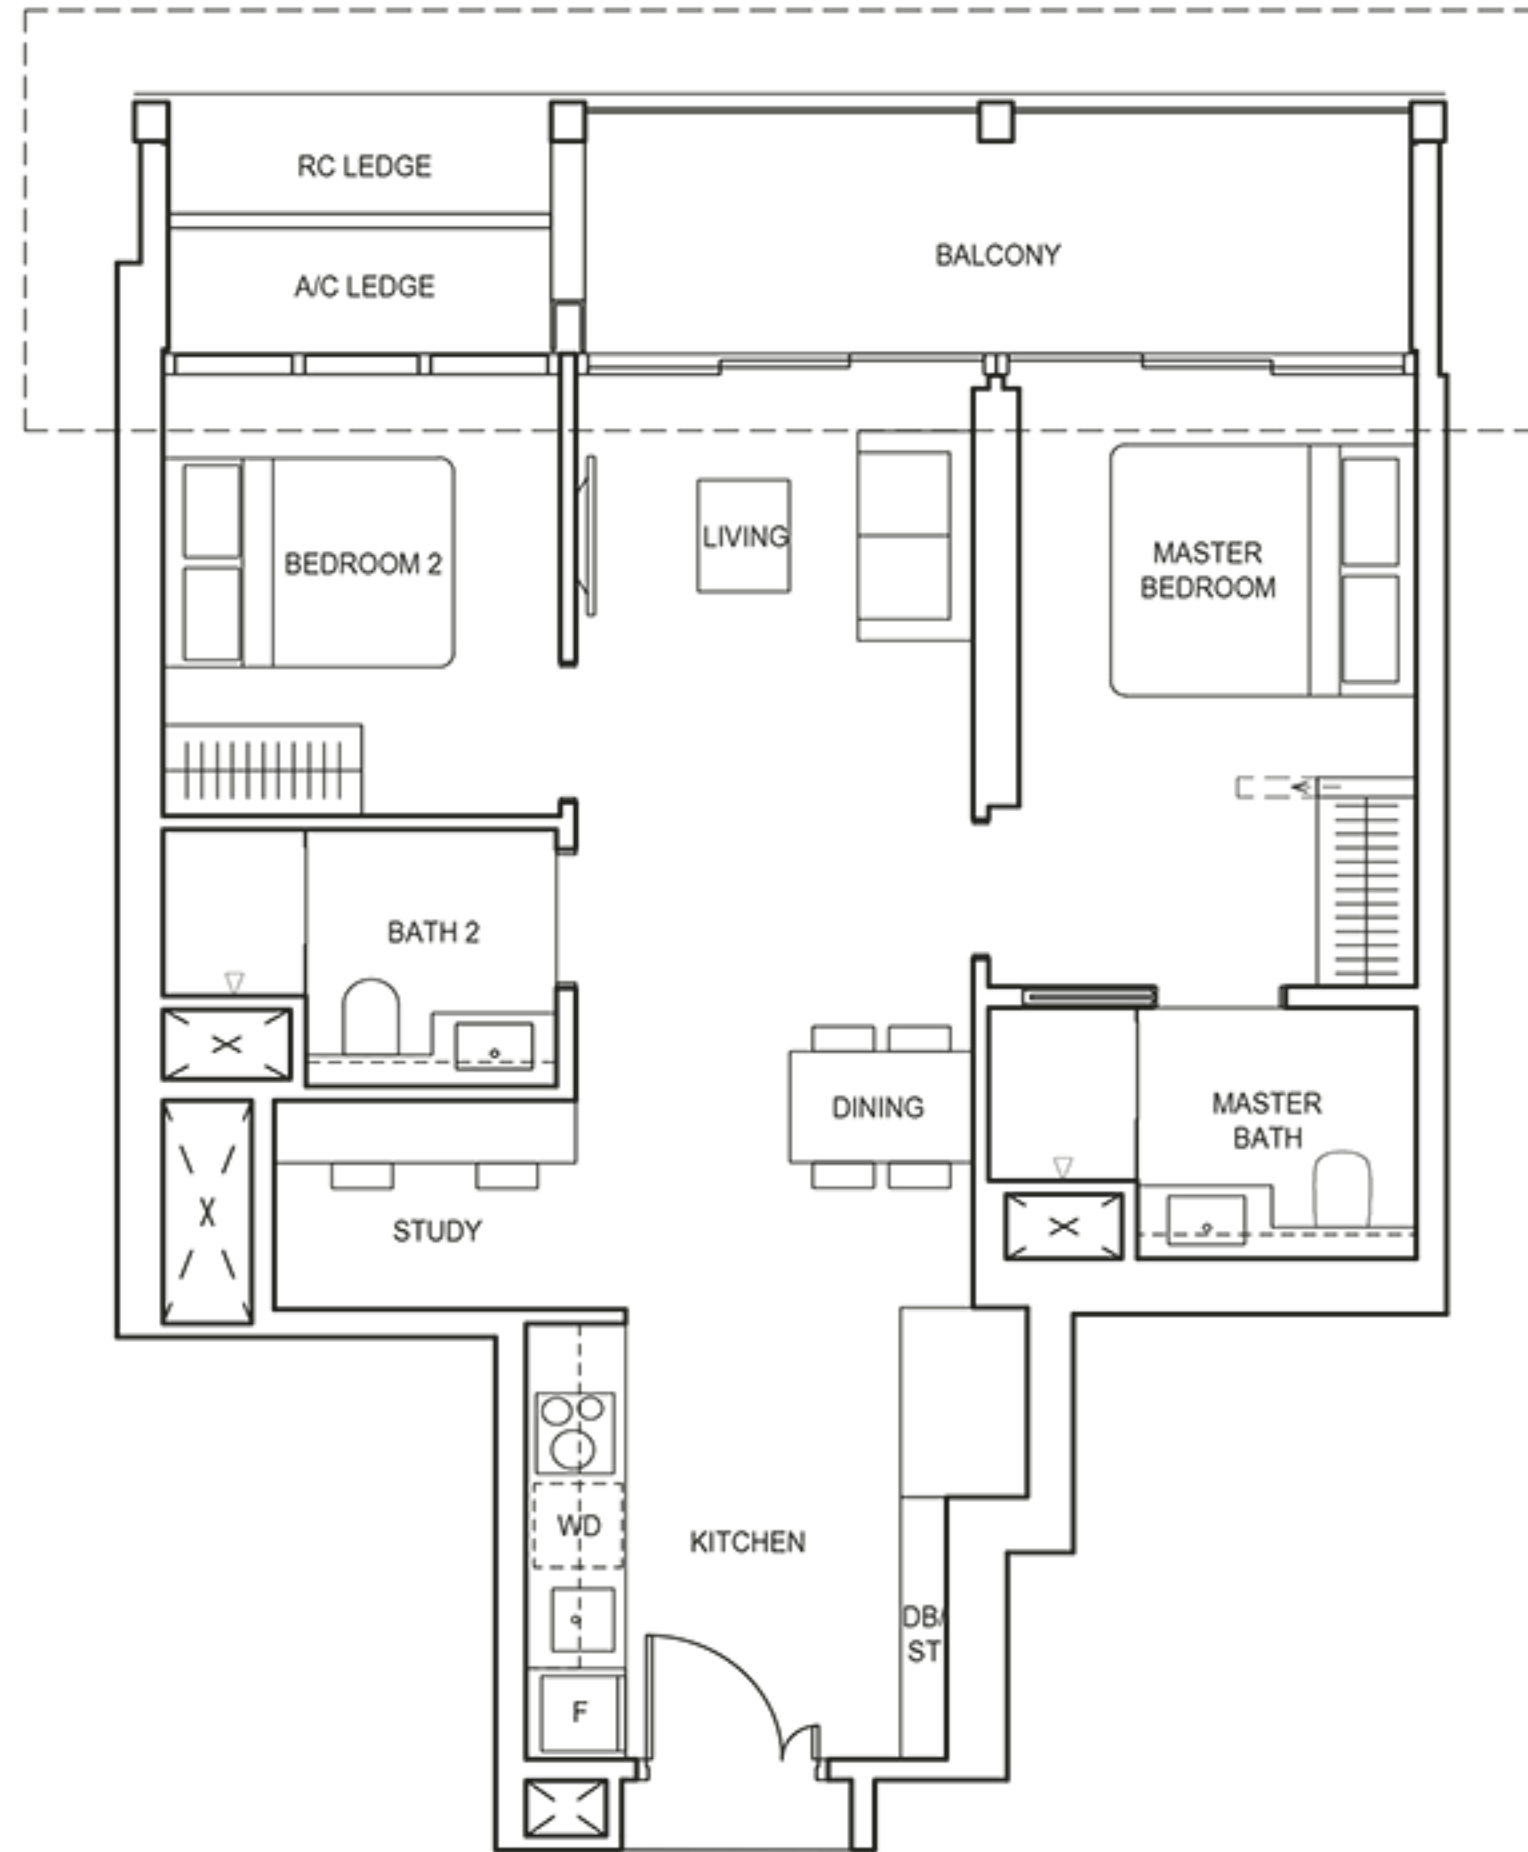 RC LEDGE
A/C LEDGE
BALCONY
BEDROOM 2
LIVING
MASTER
BEDROOM
BATH 2
DINING
MASTER
BATH
STUDY
WD
KITCHEN
DB/
ST
F